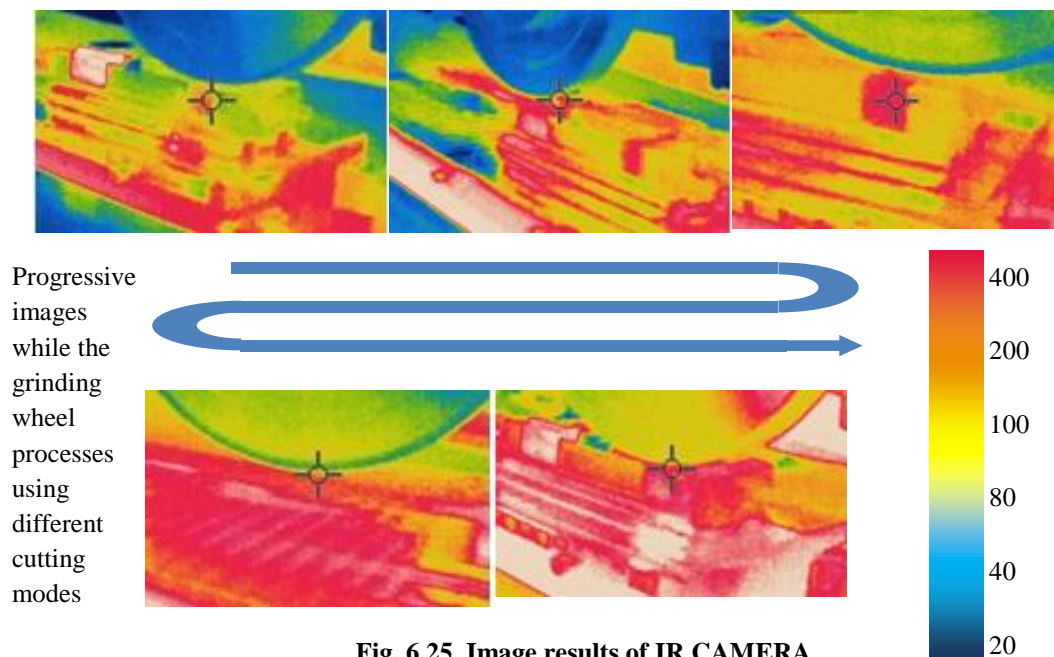 Progressive
images
while the
grinding
wheel
processes
using
different
cutting
modes
400
200
100
80
40
20
Fig. 6.25 Image results of IR CAMERA